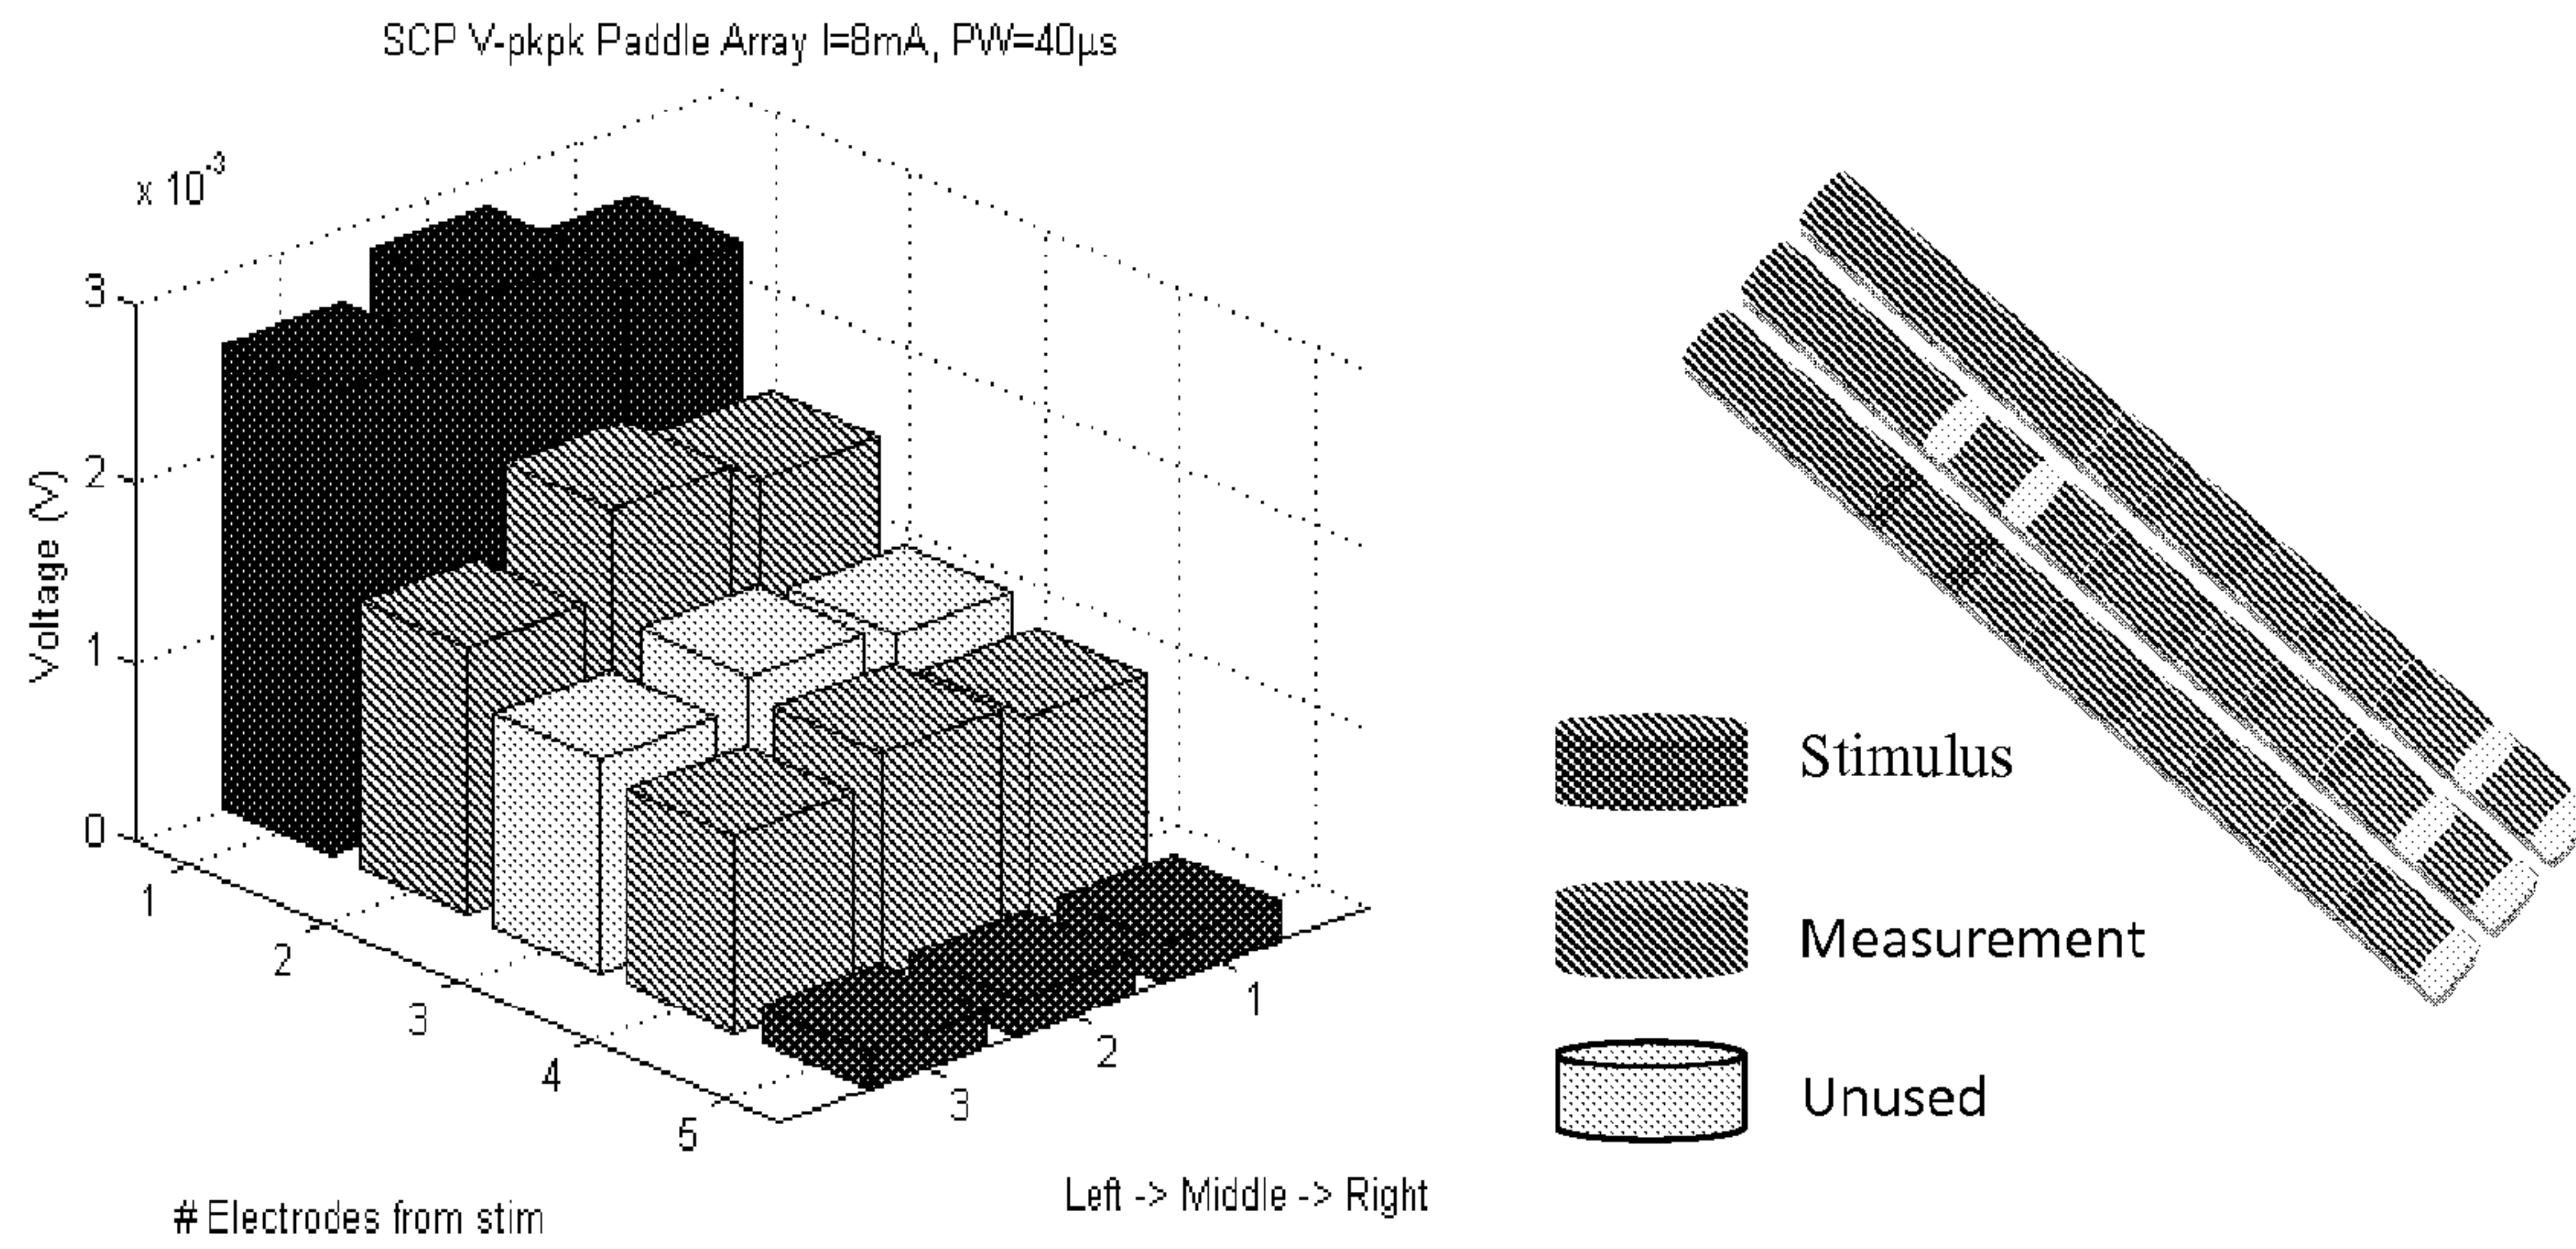 SCP V-pkpk Paddle Array I=8mA, PW=40µs
x 10^-3
Voltage (V)
3
2
1
0
1
2
3
4
5
3
2
1
# Electrodes from stim
Left -> Middle -> Right
Stimulus
Measurement
Unused